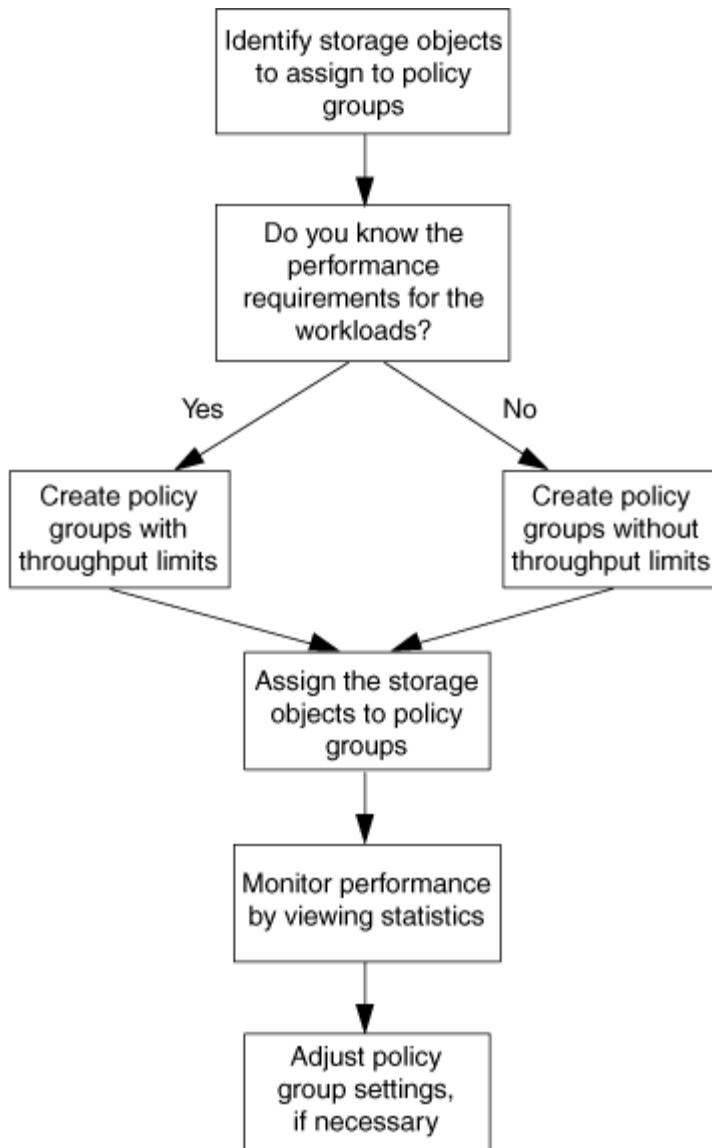 Identify storage objects
to assign to policy
groups
Do you know the
performance
requirements for the
workloads?
Yes
No
Create policy
groups with
throughput limits
Create policy
groups without
throughput limits
Assign the storage
objects to policy
groups
Monitor performance
by viewing statistics
Adjust policy
group settings,
if necessary